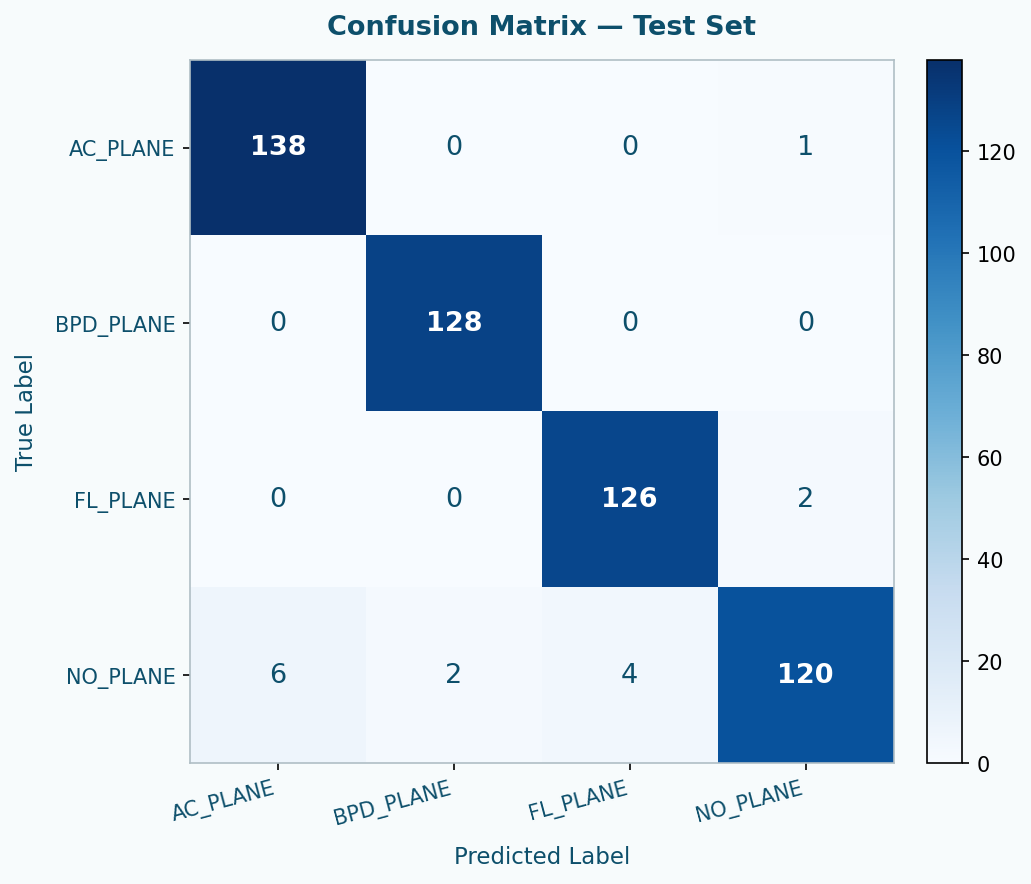 Confusion Matrix — Test Set
True Label
AC_PLANE
BPD_PLANE
FL_PLANE
NO_PLANE
138 0 0 1
0 128 0 0
0 0 126 2
6 2 4 120
AC_PLANE BPD_PLANE FL_PLANE NO_PLANE
Predicted Label
120
100
80
60
40
20
0